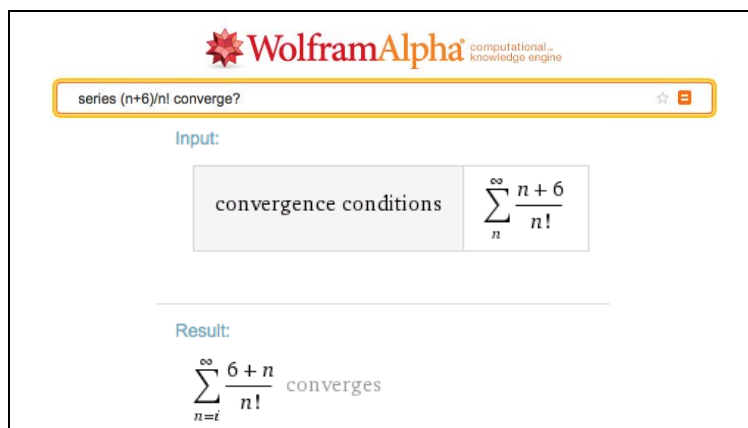 WolframAlpha computational... knowledge engine
series (n+6)/n! converge?
Input:
convergence conditions ∑_{n}^{∞} (n + 6)/(n!)
Result:
∑_{n=i}^{∞} (6 + n)/(n!) converges